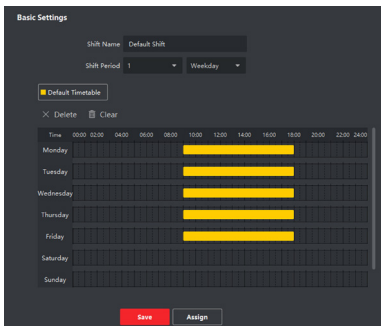 Basic Settings
Shift Name Default Shift
Shift Period 1 Weekday
Default Timetable
Delete Clear
Time 00:00 02:00 04:00 06:00 08:00 10:00 12:00 14:00 16:00 18:00 20:00 22:00 24:00
Monday
Tuesday
Wednesday
Thursday
Friday
Saturday
Sunday
Save Assign